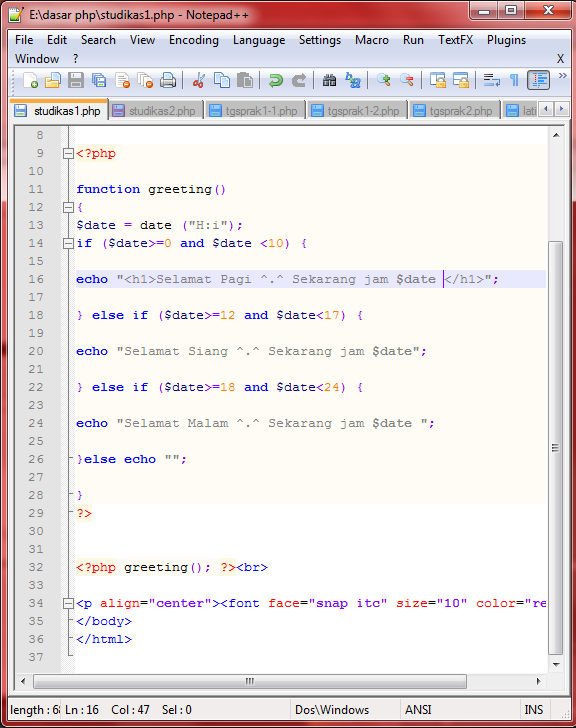 E:\dasar php\studikas1.php - Notepad++
File Edit Search View Encoding Language Settings Macro Run TextFX Plugins
Window ? X
studikas1.php studikas2.php tgsprak1-1.php tgsprak1-2.php tgsprak2.php lati
8
9 <?php
10
11 function greeting()
12 {
13 $date = date ("H:i");
14 if ($date>=0 and $date <10) {
15
16 echo "<h1>Selamat Pagi ^.^ Sekarang jam $date </h1>";
17
18 } else if ($date>=12 and $date<17) {
19
20 echo "Selamat Siang ^.^ Sekarang jam $date";
21
22 } else if ($date>=18 and $date<24) {
23
24 echo "Selamat Malam ^.^ Sekarang jam $date ";
25
26 }else echo "";
27
28 }
29 ?>
30
31
32 <?php greeting(); ?><br>
33
34 <p align="center"><font face="snap itc" size="10" color="re
35 </body>
36 </html>
37
length : 68 Ln : 16 Col : 47 Sel : 0 Dos\Windows ANSI INS